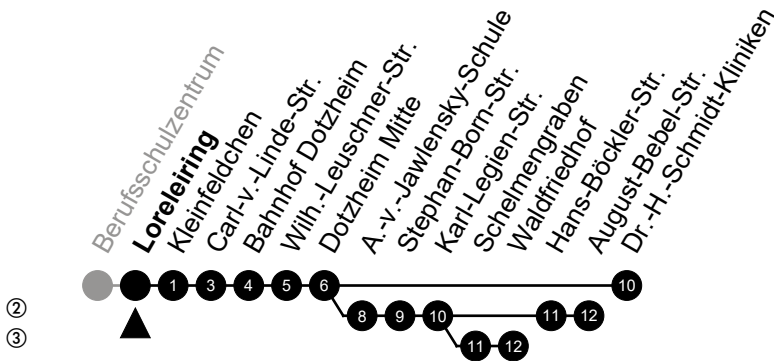 Berufsschulzentrum
Loreleiring
Kleinfeldchen
Carl-v.-Linde-Str.
Bahnhof Dotzheim
Wilh.-Leuschner-Str.
Dotzheim Mitte
A.-v.-Jawlensky-Schule
Stephan-Born-Str.
Karl-Legien-Str.
Schelmengraben
Waldfriedhof
Hans-Böckler-Str.
August-Bebel-Str.
Dr.-H.-Schmidt-Kliniken
1 3 4 5 6 10
② 8 9 10 11 12
③ 11 12